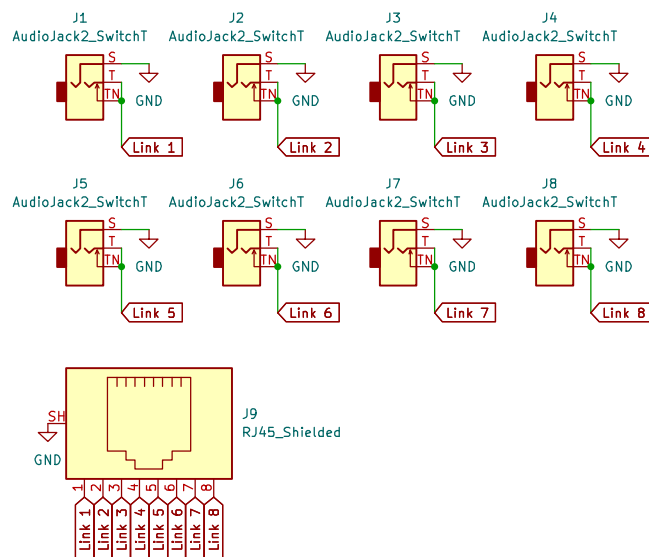 J1 J2 J3 J4
AudioJack2_SwitchT AudioJack2_SwitchT AudioJack2_SwitchT AudioJack2_SwitchT
S S S S
T T T T
TN GND TN GND TN GND TN GND
Link 1 Link 2 Link 3 Link 4
J5 J6 J7 J8
AudioJack2_SwitchT AudioJack2_SwitchT AudioJack2_SwitchT AudioJack2_SwitchT
S S S S
T T T T
TN GND TN GND TN GND TN GND
Link 5 Link 6 Link 7 Link 8
J9
SH RJ45_Shielded
GND
1 2 3 4 5 6 7 8
Link 1 Link 2 Link 3 Link 4 Link 5 Link 6 Link 7 Link 8